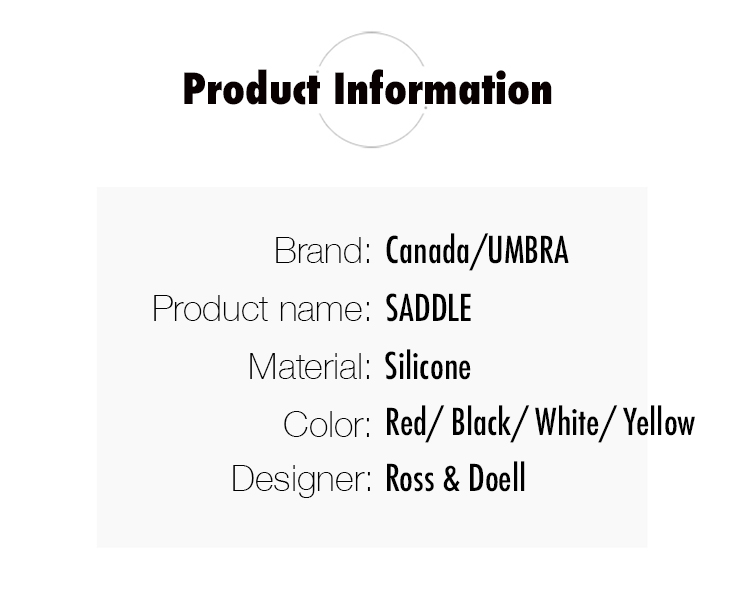 Product Information
Brand: Canada/UMBRA
Product name: SADDLE
Material: Silicone
Color: Red/ Black/ White/ Yellow
Designer: Ross & Doell